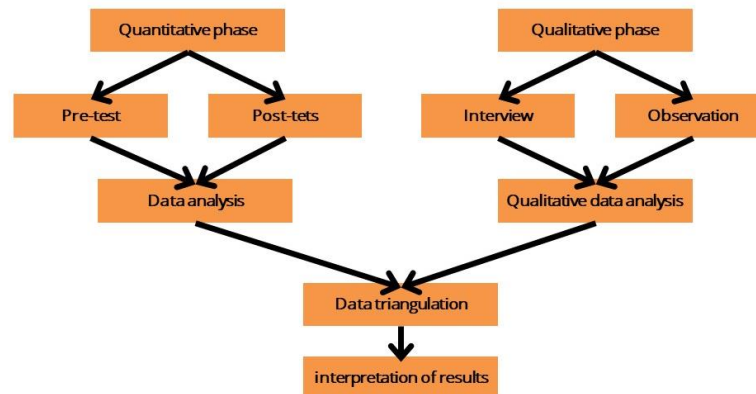 Quantitative phase
Qualitative phase
Pre-test
Post-tets
Interview
Observation
Data analysis
Qualitative data analysis
Data triangulation
interpretation of results